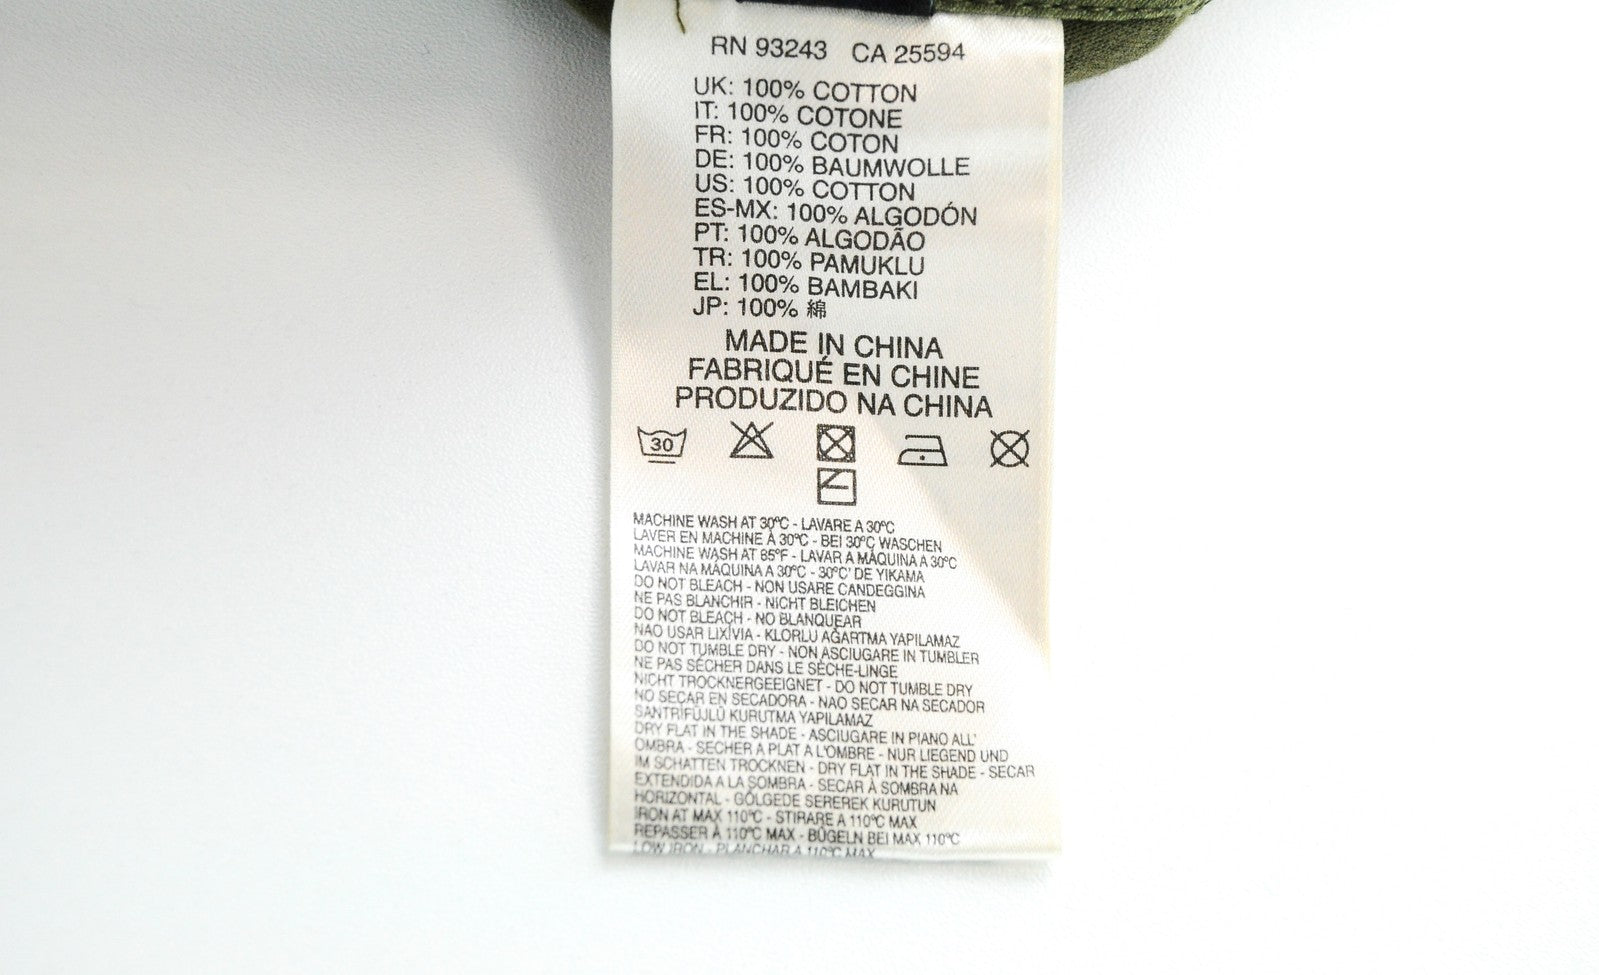 RN 93243 CA 25594
UK: 100% COTTON
IT: 100% COTONE
FR: 100% COTON
DE: 100% BAUMWOLLE
US: 100% COTTON
ES-MX: 100% ALGODÓN
PT: 100% ALGODÃO
TR: 100% PAMUKLU
EL: 100% BAMBAKI
JP: 100% 綿
MADE IN CHINA
FABRIQUÉ EN CHINE
PRODUZIDO NA CHINA
30
MACHINE WASH AT 30°C - LAVARE A 30°C
LAVER EN MACHINE À 30°C - BEI 30°C WASCHEN
MACHINE WASH AT 85°F - LAVAR A MÁQUINA A 30°C
LAVAR NA MÁQUINA A 30°C - 30°C' DE YIKAMA
DO NOT BLEACH - NON USARE CANDEGGINA
NE PAS BLANCHIR - NICHT BLEICHEN
DO NOT BLEACH - NO BLANQUEAR
NAO USAR LIXÍVIA - KLORLU AĞARTMA YAPILAMAZ
DO NOT TUMBLE DRY - NON ASCIUGARE IN TUMBLER
NE PAS SÉCHER DANS LE SÈCHE-LINGE
NICHT TROCKNERGEEIGNET - DO NOT TUMBLE DRY
NO SECAR EN SECADORA - NAO SECAR NA SECADOR
SANTRİFÜJLÜ KURUTMA YAPILAMAZ
DRY FLAT IN THE SHADE - ASCIUGARE IN PIANO ALL'
OMBRA - SECHER A PLAT A L'OMBRE - NUR LIEGEND UND
IM SCHATTEN TROCKNEN - DRY FLAT IN THE SHADE - SECAR
EXTENDIDA A LA SOMBRA - SECAR À SOMBRA NA
HORIZONTAL - GÖLGEDE SEREREK KURUTUN
IRON AT MAX 110°C - STIRARE A 110°C MAX
REPASSER À 110°C MAX - BÜGELN BEI MAX 110°C
LOW IRON - PLANCHAR A 110°C MAX